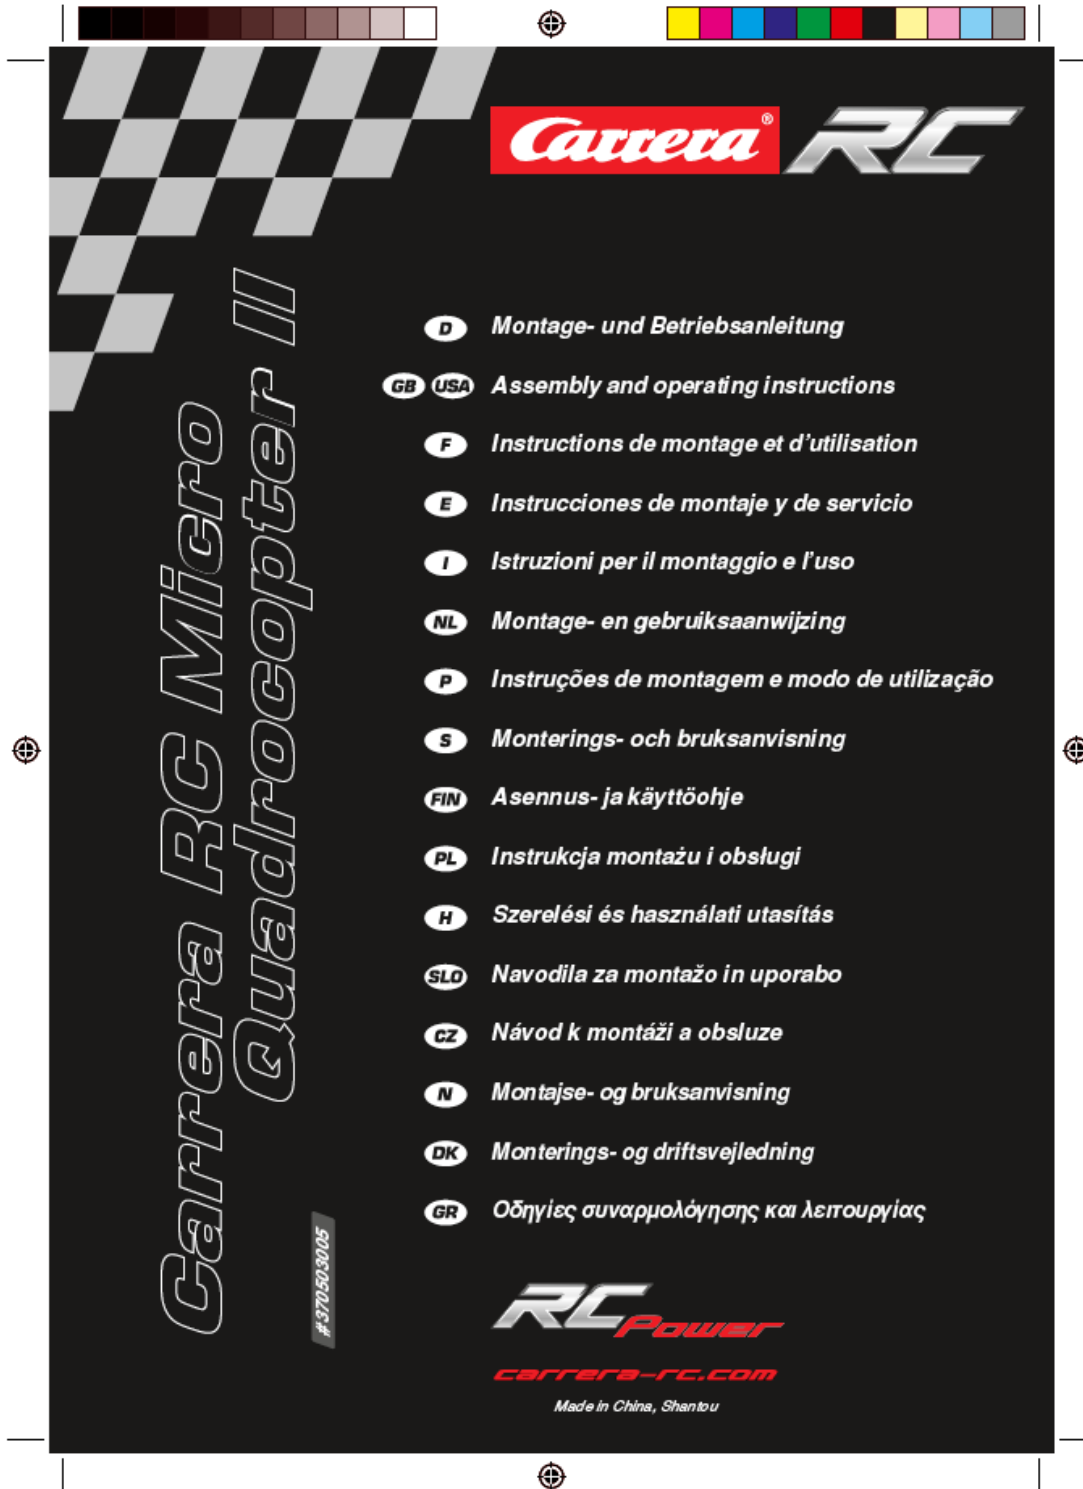 Carrera® RC
Carrera RC Micro
Quadrocopter II
#370503005
D Montage- und Betriebsanleitung
GB USA Assembly and operating instructions
F Instructions de montage et d’utilisation
E Instrucciones de montaje y de servicio
I Istruzioni per il montaggio e l’uso
NL Montage- en gebruiksaanwijzing
P Instruções de montagem e modo de utilização
S Monterings- och bruksanvisning
FIN Asennus- ja käyttöohje
PL Instrukcja montażu i obsługi
H Szerelési és használati utasítás
SLO Navodila za montažo in uporabo
CZ Návod k montáži a obsluze
N Montajse- og bruksanvisning
DK Monterings- og driftsvejledning
GR Οδηγίες συναρμολόγησης και λειτουργίας
RC Power
carrera-rc.com
Made in China, Shantou